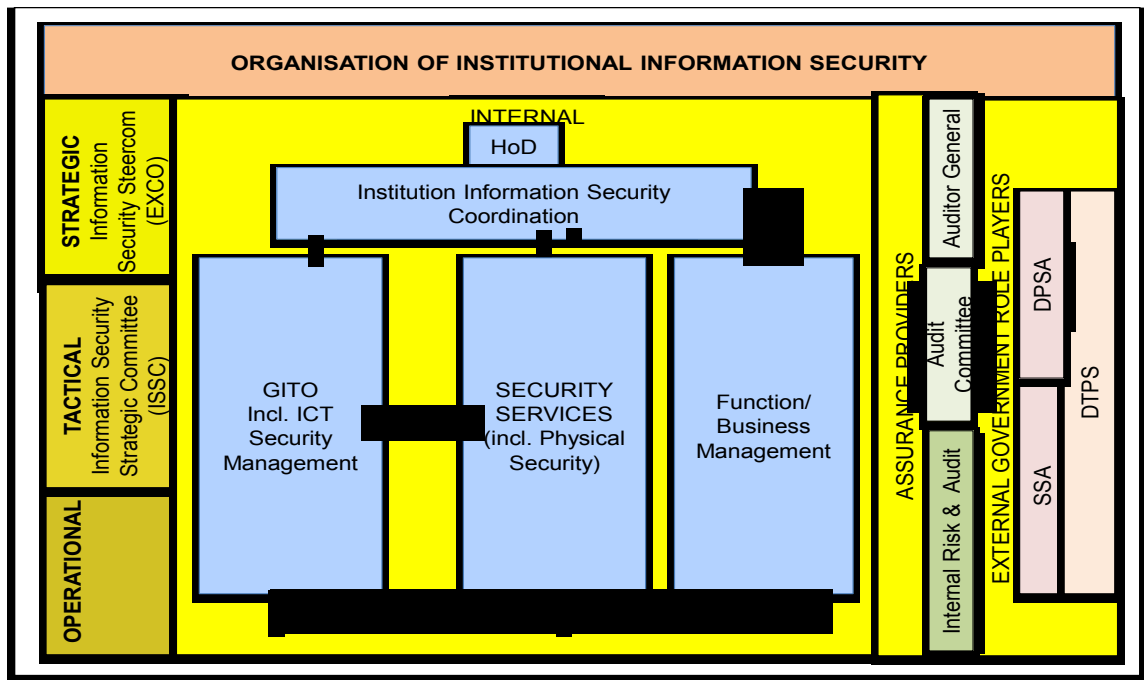 ORGANISATION OF INSTITUTIONAL INFORMATION SECURITY
STRATEGIC
Information
Security Steercom
(EXCO)
TACTICAL
Information Security
Strategic Committee
(ISSC)
OPERATIONAL
INTERNAL
HoD
Institution Information Security
Coordination
GITO
Incl. ICT
Security
Management
SECURITY
SERVICES
(incl. Physical
Security)
Function/
Business
Management
ASSURANCE PROVIDERS
Auditor General
Audit
Committee
Internal Risk & Audit
EXTERNAL GOVERNMENT ROLE PLAYERS
DPSA
SSA
DTPS